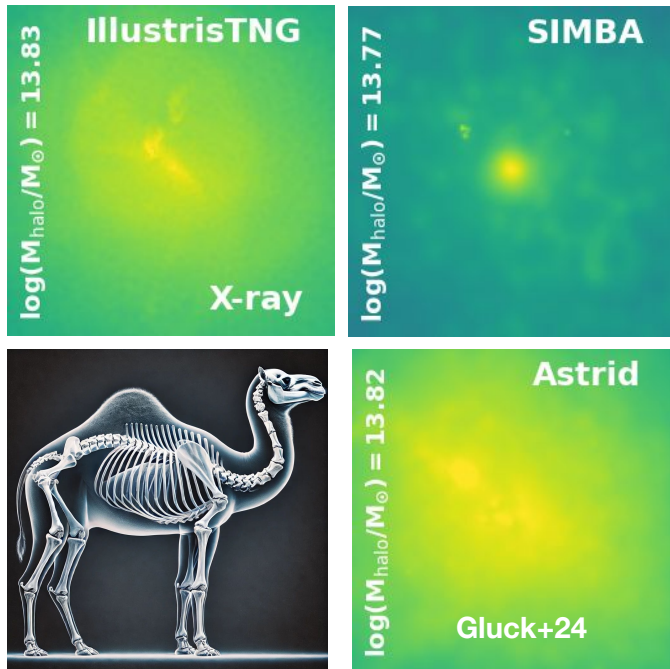 IllustrisTNG
log(M_halo/M_⊙) = 13.83
X-ray
SIMBA
log(M_halo/M_⊙) = 13.77
Astrid
log(M_halo/M_⊙) = 13.82
Gluck+24